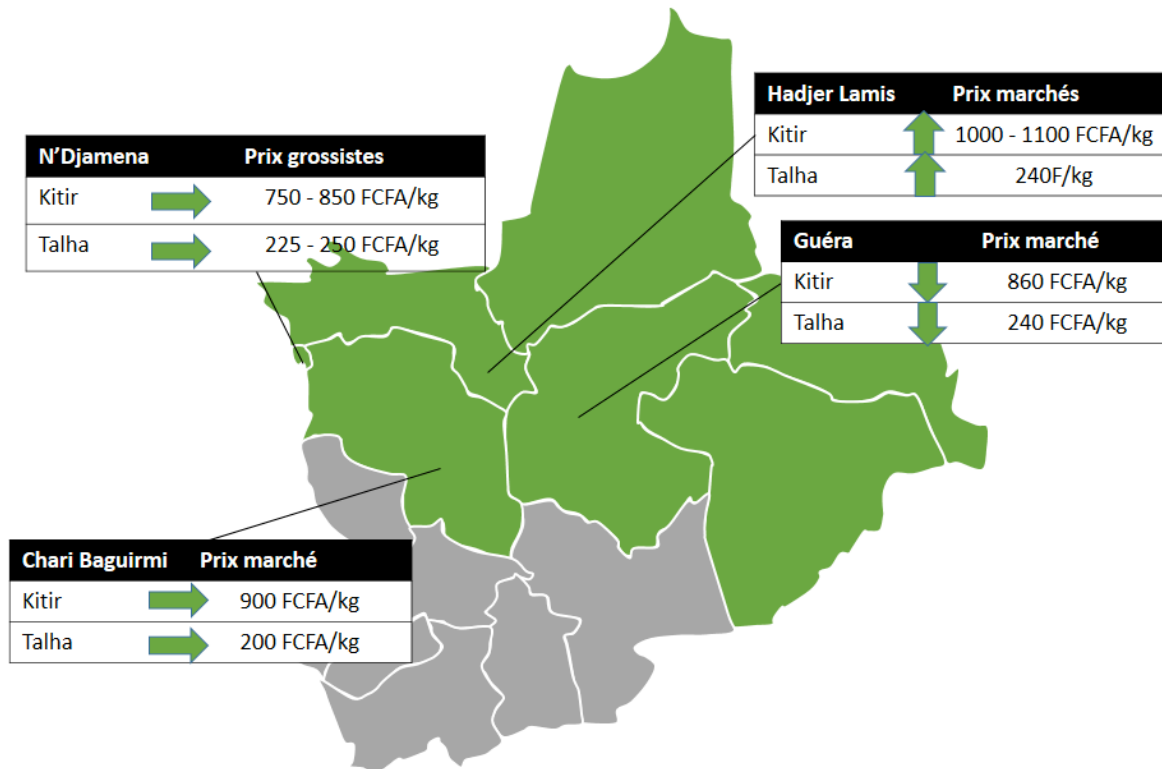 Hadjer Lamis Prix marchés
Kitir 1000 - 1100 FCFA/kg
Talha 240F/kg
N’Djamena Prix grossistes
Kitir 750 - 850 FCFA/kg
Talha 225 - 250 FCFA/kg
Guéra Prix marché
Kitir 860 FCFA/kg
Talha 240 FCFA/kg
Chari Baguirmi Prix marché
Kitir 900 FCFA/kg
Talha 200 FCFA/kg